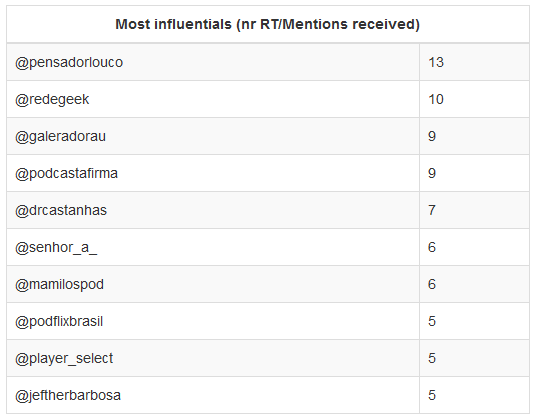 Most influentials (nr RT/Mentions received)
@pensadorlouco 13
@redegeek 10
@galeradorau 9
@podcastafirma 9
@drcastanhas 7
@senhor_a_ 6
@mamilospod 6
@podflixbrasil 5
@player_select 5
@jeftherbarbosa 5